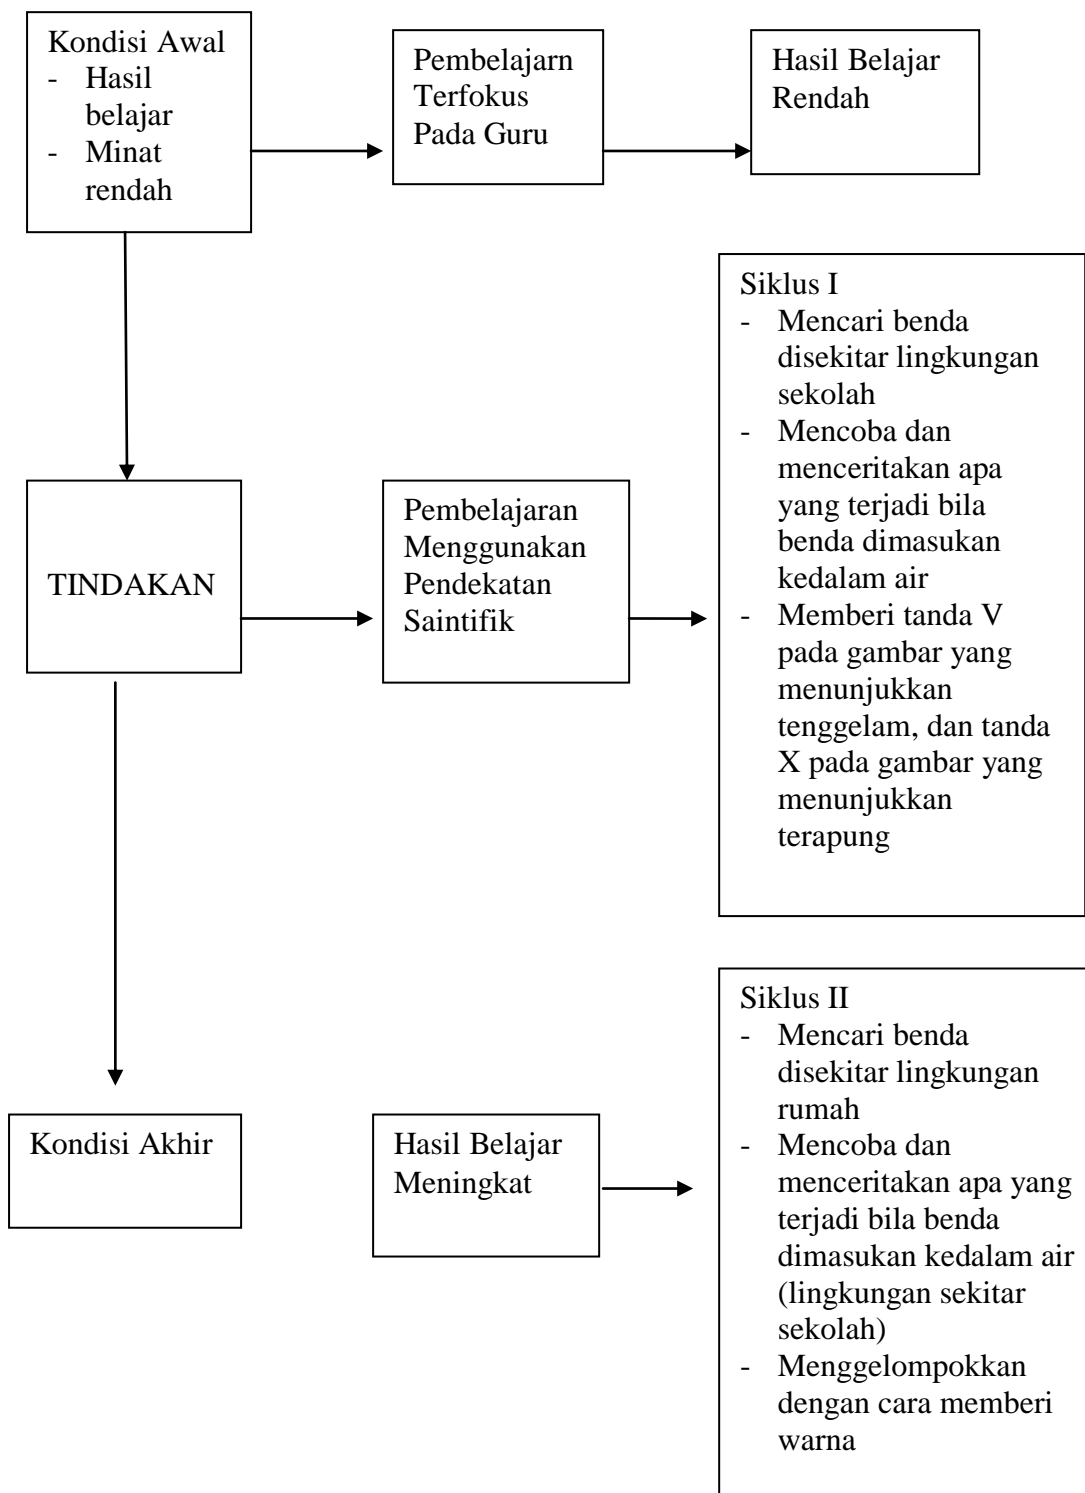 Kondisi Awal
- Hasil
belajar
- Minat
rendah
Pembelajarn
Terfokus
Pada Guru
Hasil Belajar
Rendah
TINDAKAN
Pembelajaran
Menggunakan
Pendekatan
Saintifik
Siklus I
- Mencari benda
disekitar lingkungan
sekolah
- Mencoba dan
menceritakan apa
yang terjadi bila
benda dimasukan
kedalam air
- Memberi tanda V
pada gambar yang
menunjukkan
tenggelam, dan tanda
X pada gambar yang
menunjukkan
terapung
Kondisi Akhir
Hasil Belajar
Meningkat
Siklus II
- Mencari benda
disekitar lingkungan
rumah
- Mencoba dan
menceritakan apa yang
terjadi bila benda
dimasukan kedalam air
(lingkungan sekitar
sekolah)
- Menggelompokkan
dengan cara memberi
warna